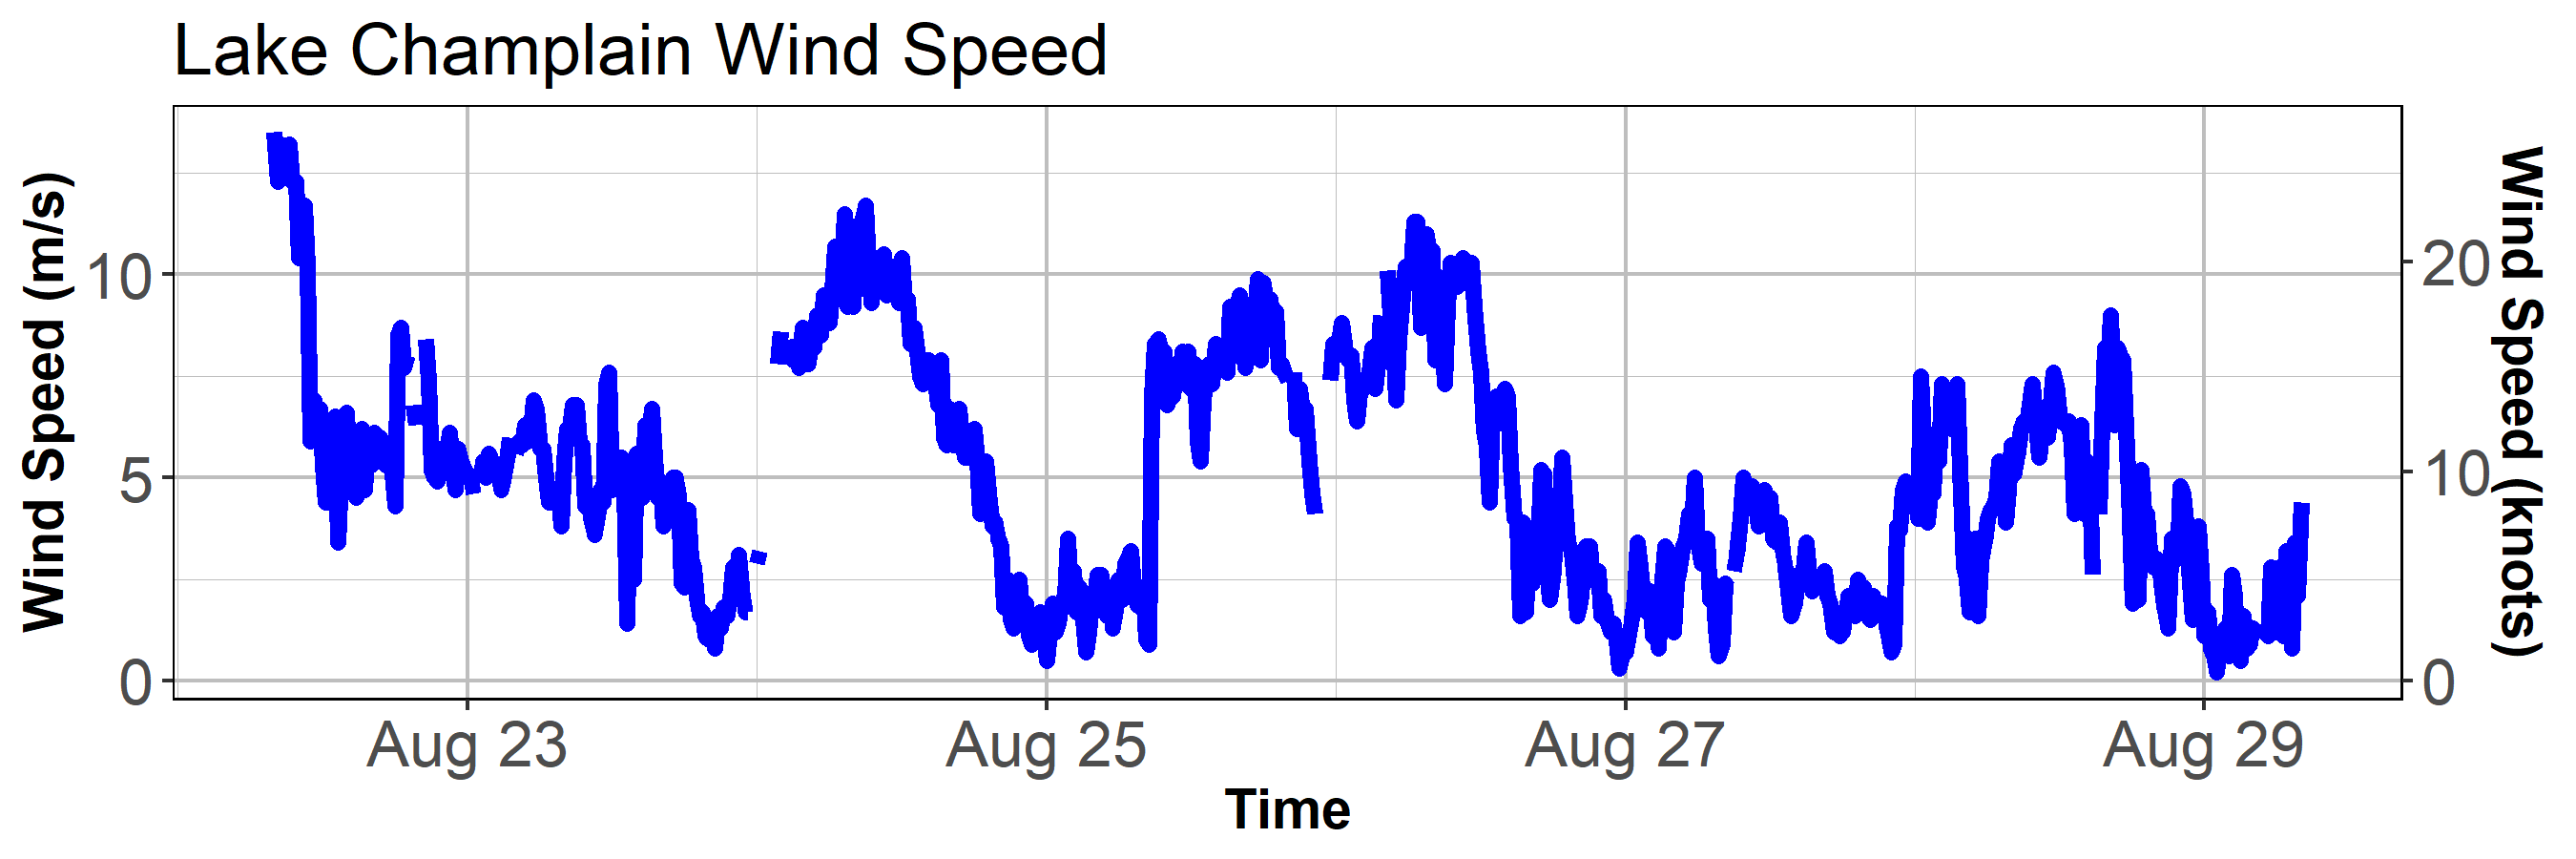 Lake Champlain Wind Speed
Wind Speed (m/s)
10
5
0
20
10
0
Wind Speed (knots)
Aug 23
Aug 25
Aug 27
Aug 29
Time